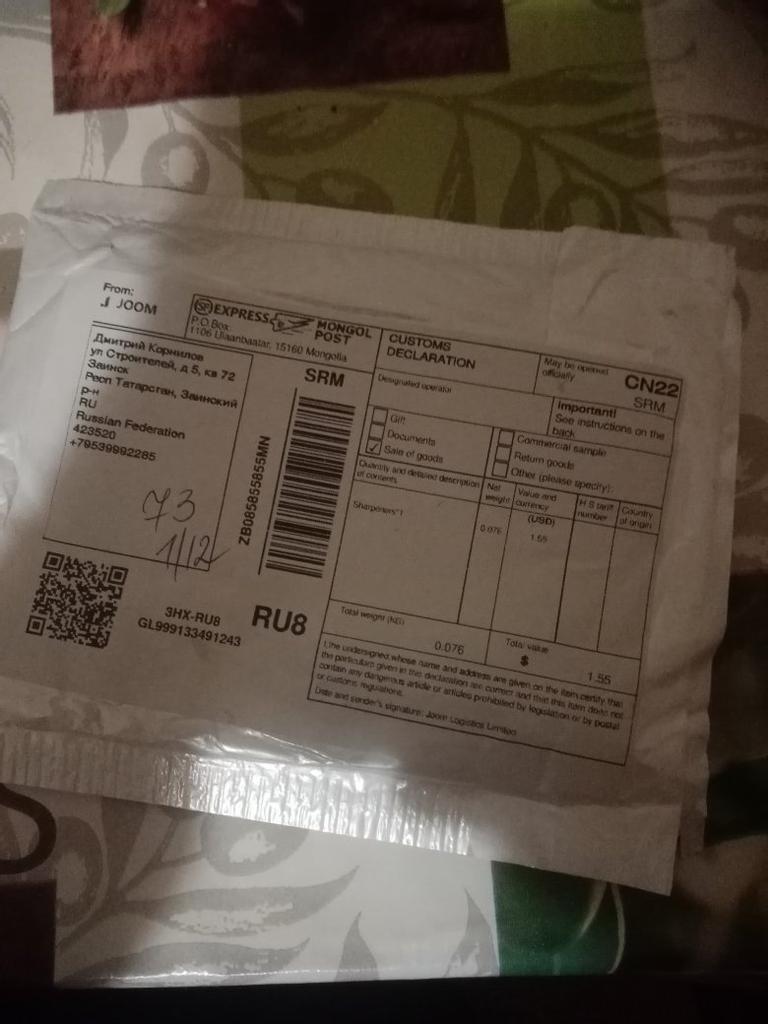 From:
JOOM
SF EXPRESS
MONGOL
POST
P.O.Box:
1106 Ulaanbaatar, 15160 Mongolia
Дмитрий Корнилов
ул Строителей, д 5, кв 72
Заинск
Респ Татарстан, Заинский
р-н
RU
Russian Federation
423520
+79539992285
73
1/12
SRM
ZB085855855MN
3HX-RU8
GL999133491243
RU8
CUSTOMS
DECLARATION
May be opened
officially
CN22
SRM
Designated operator
Important!
See instructions on the
back
Gift
Documents
Sale of goods
Commercial sample
Return goods
Other (please specify):
Quantity and detailed description
of contents
Net
weight
Value and
currency
(USD)
H S tariff
number
Country
of origin
Sharpeners*1
0.076
1.55
Total weight (KG)
0.076
Total value
$
1.55
I,the undersigned,whose name and address are given on the item,certify that
the particulars given in this declaration are correct and that this item does not
contain any dangerous article or articles prohibited by legislation or by postal
or customs regulations.
Date and sender's signature: Joom Logistics Limited